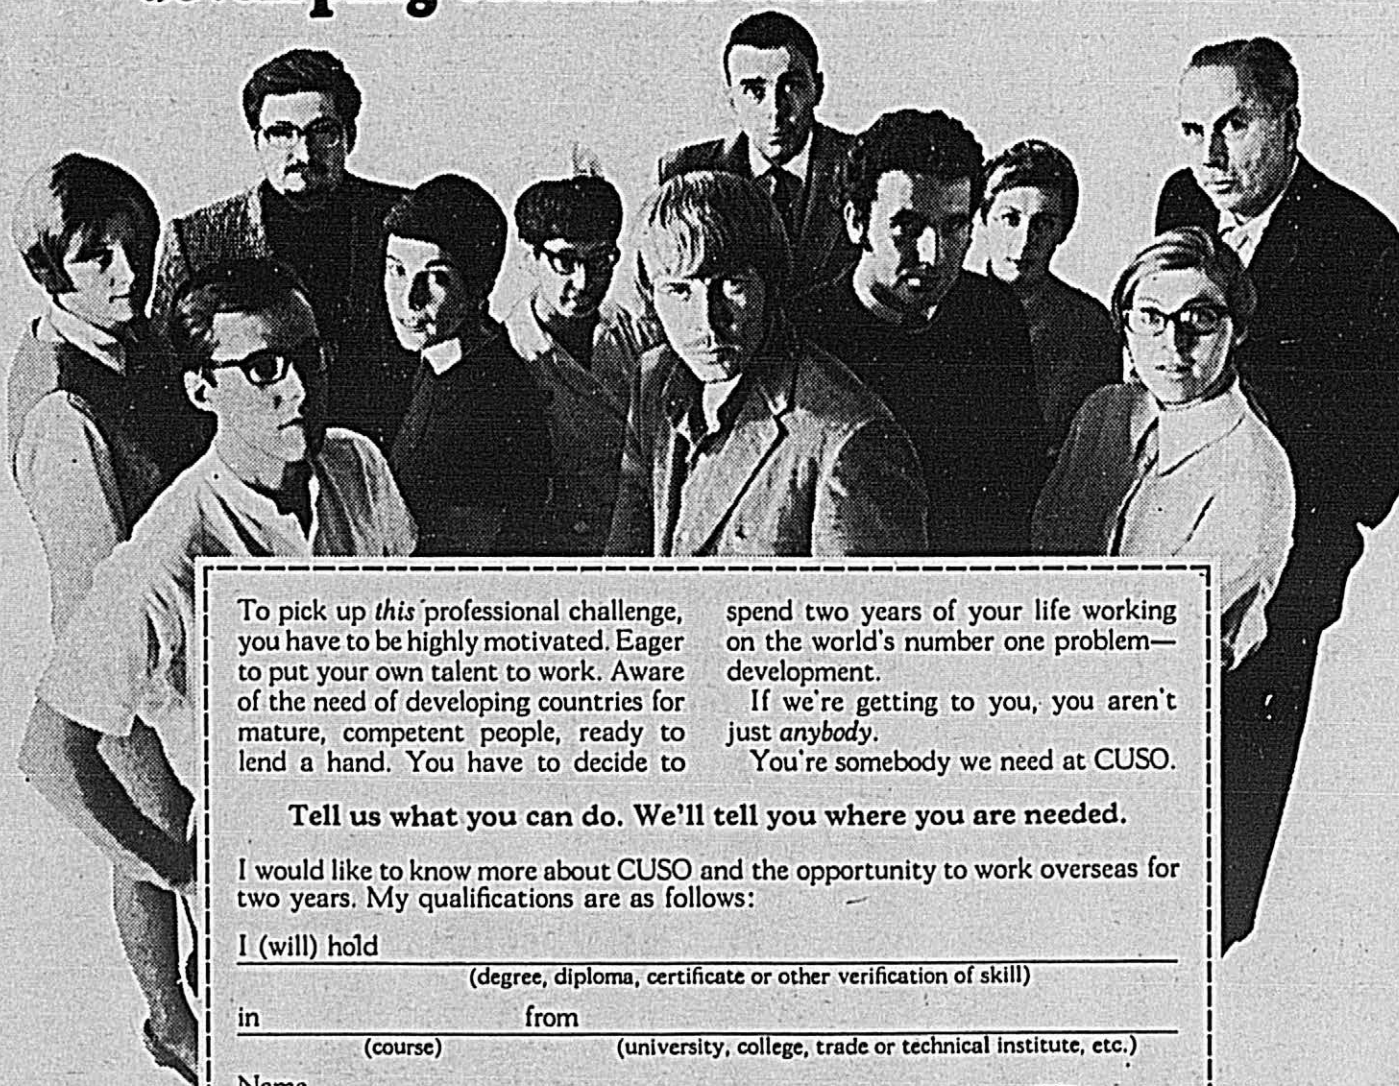 developing
To pick up this professional challenge,
you have to be highly motivated. Eager
to put your own talent to work. Aware
of the need of developing countries for
mature, competent people, ready to
lend a hand. You have to decide to
spend two years of your life working
on the world's number one problem—
development.
If we're getting to you, you aren't
just anybody.
You're somebody we need at CUSO.
Tell us what you can do. We'll tell you where you are needed.
I would like to know more about CUSO and the opportunity to work overseas for
two years. My qualifications are as follows:
I (will) hold
(degree, diploma, certificate or other verification of skill)
in from
(course) (university, college, trade or technical institute, etc.)
Name